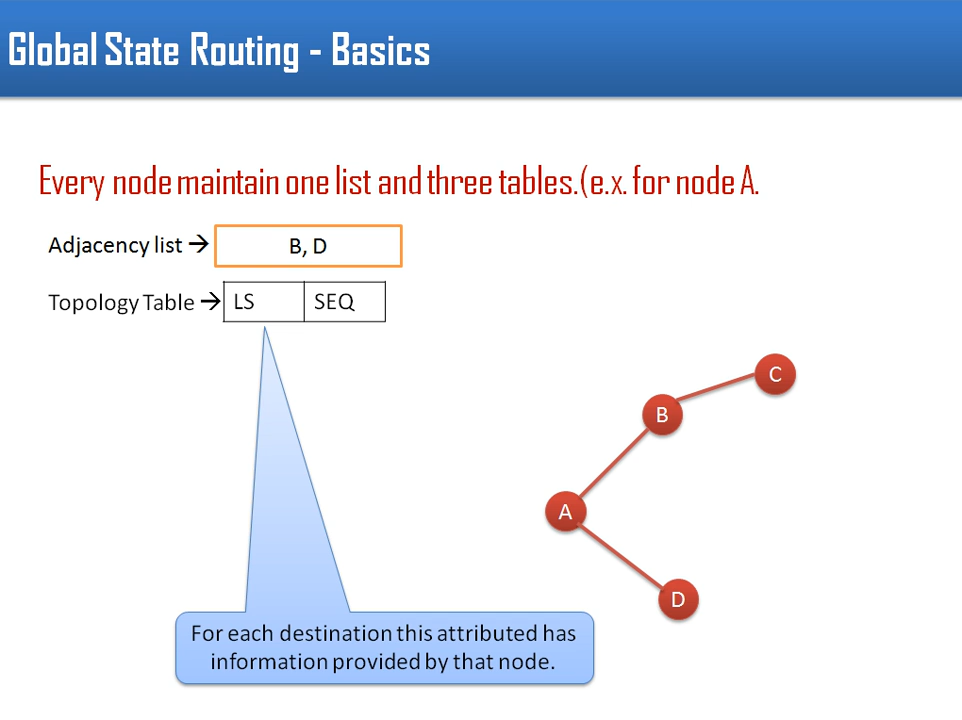 Global State Routing - Basics
Every node maintain one list and three tables.(e.x. for node A.
Adjacency list → B, D
Topology Table → LS SEQ
C
B
A
D
For each destination this attributed has
information provided by that node.